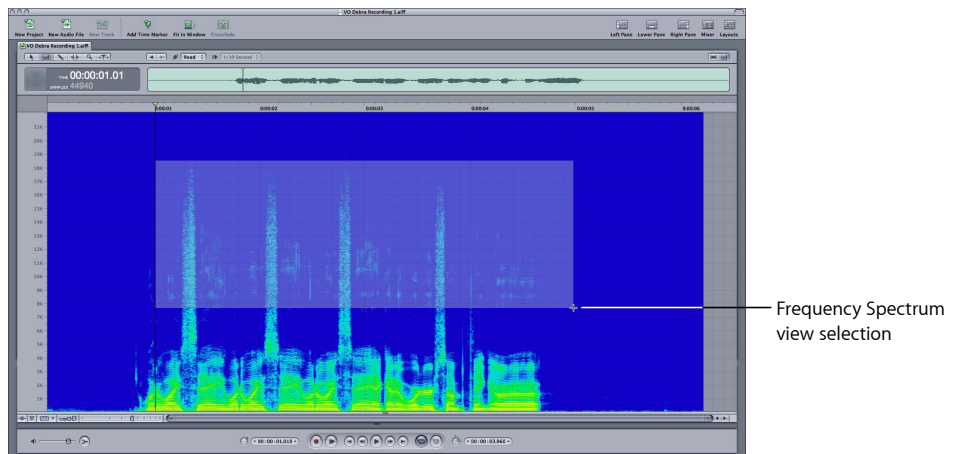 VO Debra Recording 1.aiff
New Project New Audio File New Track Add Time Marker Fit in Window Crossfade Left Pane Lower Pane Right Pane Mixer Layouts
VO Debra Recording 1.aiff
Read 1/10 Second
TIME 00:00:01.01
SAMPLES 44940
0:00:01 0:00:02 0:00:03 0:00:04 0:00:05 0:00:06
21K
20K
19K
18K
17K
16K
15K
14K
13K
12K
11K
10K
9K
8K
7K
6K
5K
4K
3K
2K
1K
Frequency Spectrum
view selection
00:00:01.019
00:00:03.960